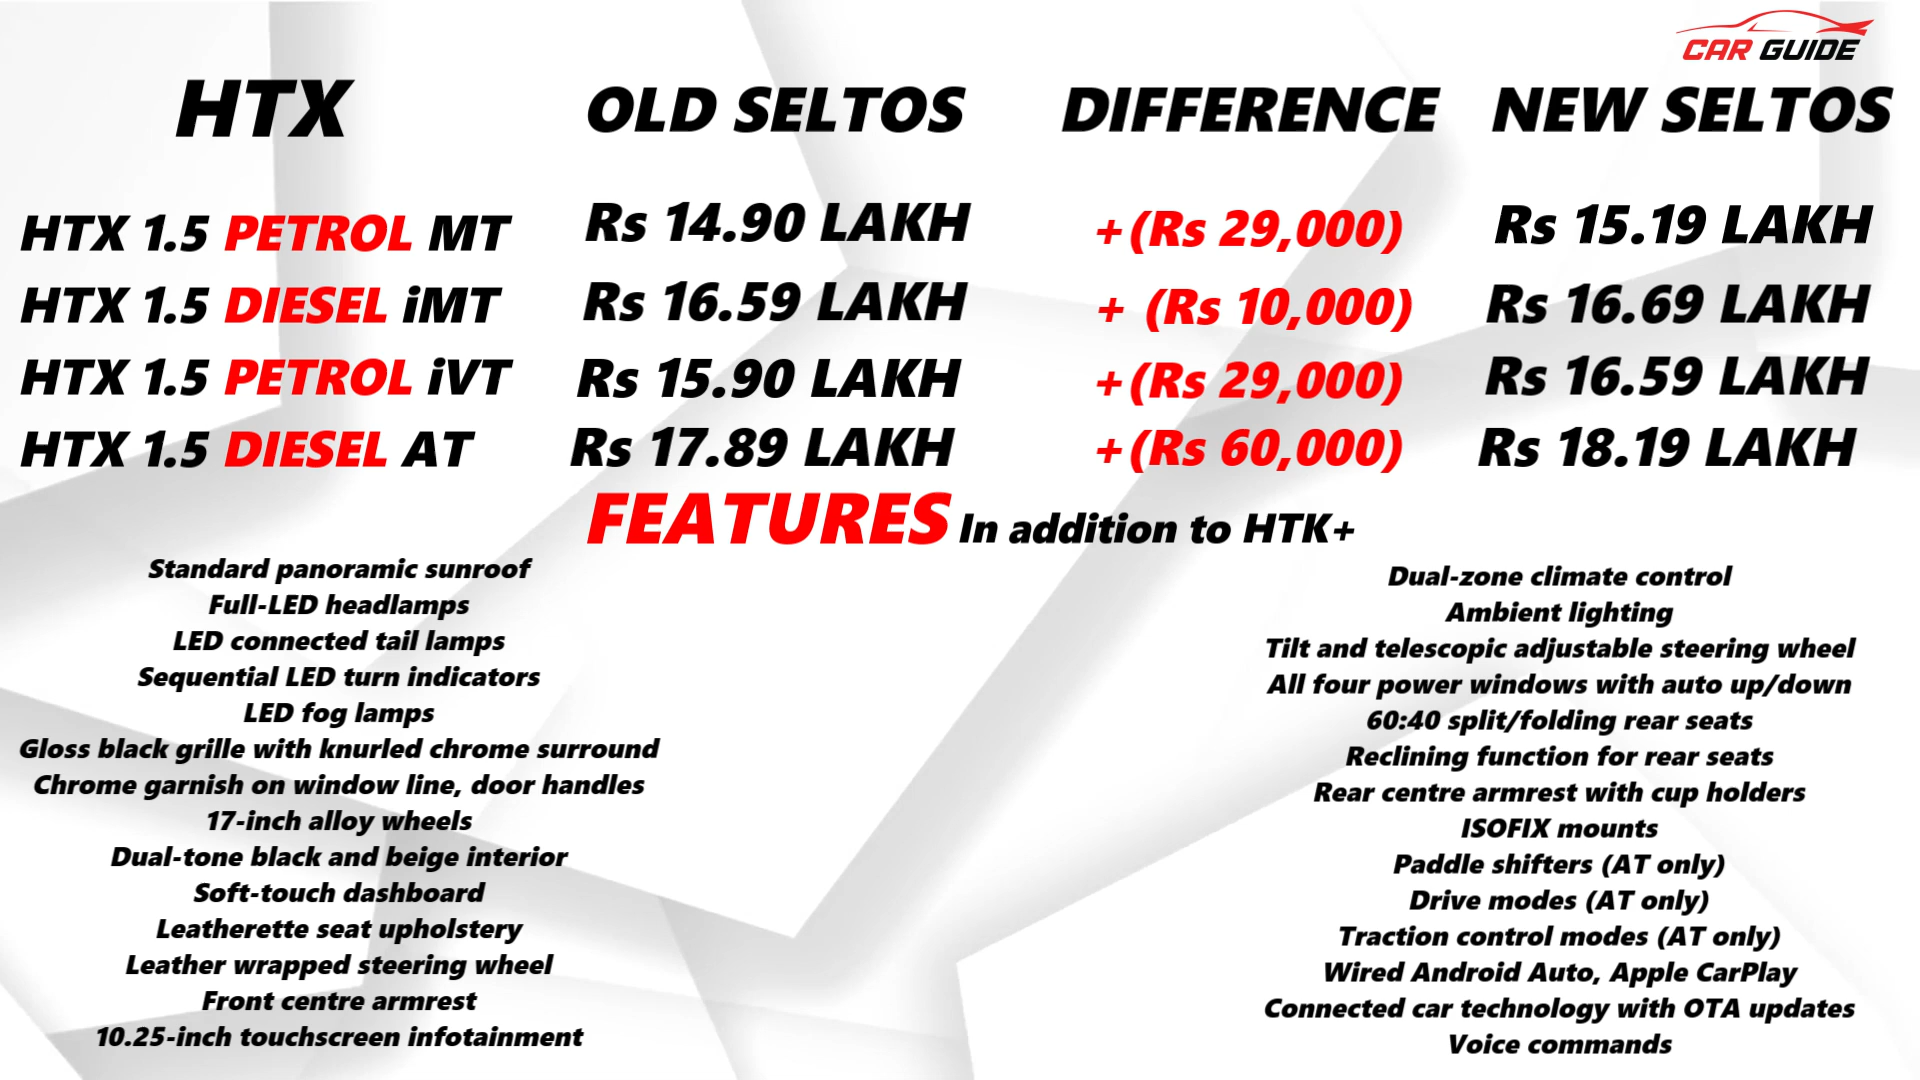 CAR GUIDE
HTX OLD SELTOS DIFFERENCE NEW SELTOS
HTX 1.5 PETROL MT Rs 14.90 LAKH +(Rs 29,000) Rs 15.19 LAKH
HTX 1.5 DIESEL iMT Rs 16.59 LAKH + (Rs 10,000) Rs 16.69 LAKH
HTX 1.5 PETROL iVT Rs 15.90 LAKH +(Rs 29,000) Rs 16.59 LAKH
HTX 1.5 DIESEL AT Rs 17.89 LAKH +(Rs 60,000) Rs 18.19 LAKH
FEATURES In addition to HTK+
Standard panoramic sunroof
Full-LED headlamps
LED connected tail lamps
Sequential LED turn indicators
LED fog lamps
Gloss black grille with knurled chrome surround
Chrome garnish on window line, door handles
17-inch alloy wheels
Dual-tone black and beige interior
Soft-touch dashboard
Leatherette seat upholstery
Leather wrapped steering wheel
Front centre armrest
10.25-inch touchscreen infotainment
Dual-zone climate control
Ambient lighting
Tilt and telescopic adjustable steering wheel
All four power windows with auto up/down
60:40 split/folding rear seats
Reclining function for rear seats
Rear centre armrest with cup holders
ISOFIX mounts
Paddle shifters (AT only)
Drive modes (AT only)
Traction control modes (AT only)
Wired Android Auto, Apple CarPlay
Connected car technology with OTA updates
Voice commands